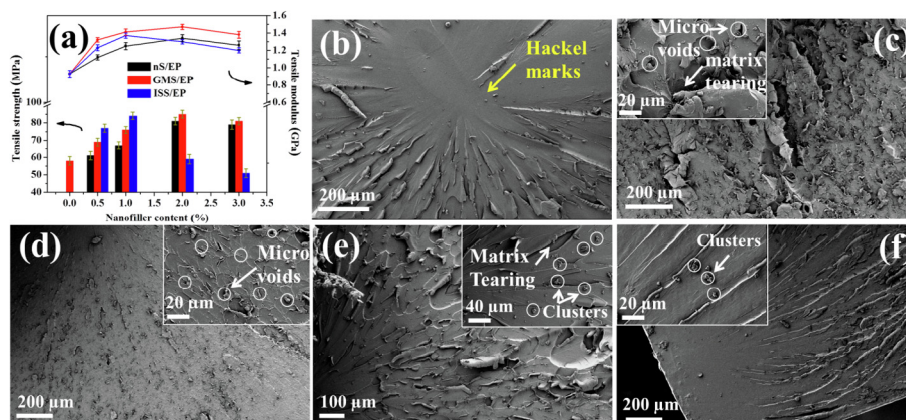 (a)
Tensile strength (MPa)
100
90
80
70
60
50
40
nS/EP
GMS/EP
ISS/EP
1.4
1.2
1.0
0.8
0.6
Tensile modulus (GPa)
0.0 0.5 1.0 1.5 2.0 2.5 3.0 3.5
Nanofiller content (%)
(b)
Hackel
marks
200 µm
(c)
Micro
voids
matrix
tearing
20 µm
200 µm
(d)
Micro
voids
20 µm
200 µm
(e)
Matrix
Tearing
Clusters
40 µm
100 µm
(f)
Clusters
20 µm
200 µm